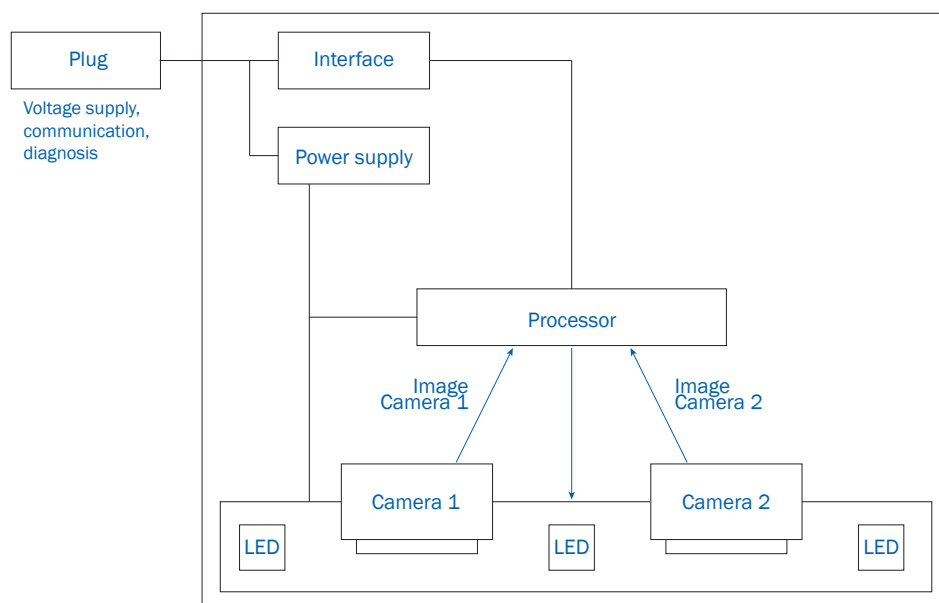 Plug
Interface
Voltage supply,
communication,
diagnosis
Power supply
Processor
Image
Camera 1
Image
Camera 2
Camera 1
Camera 2
LED
LED
LED